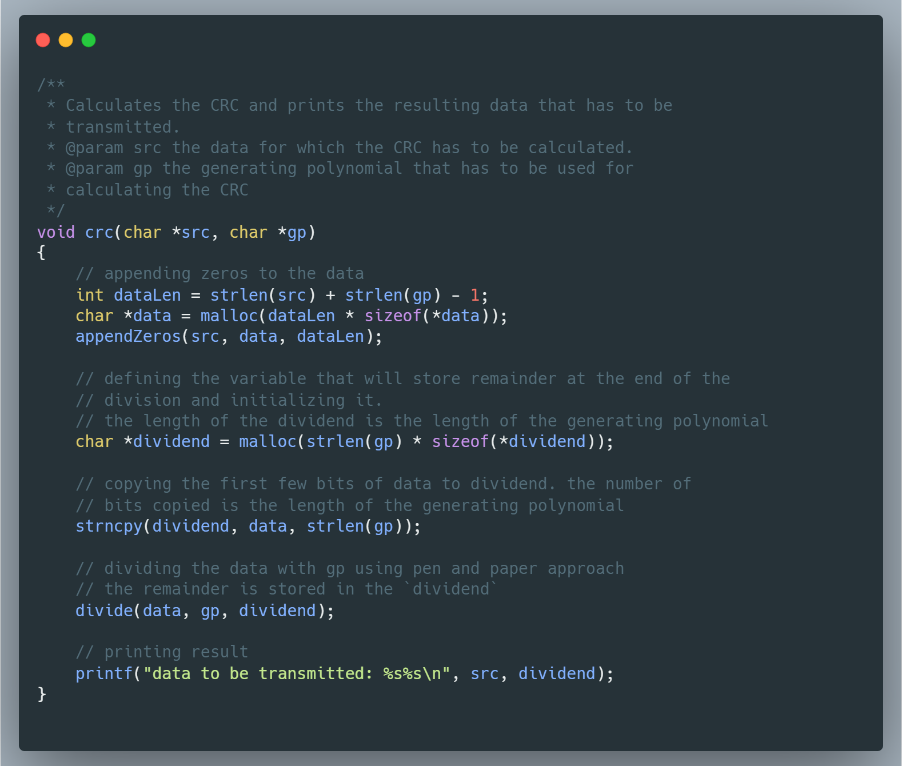 /**
 * Calculates the CRC and prints the resulting data that has to be
 * transmitted.
 * @param src the data for which the CRC has to be calculated.
 * @param gp the generating polynomial that has to be used for
 * calculating the CRC
 */
void crc(char *src, char *gp)
{
    // appending zeros to the data
    int dataLen = strlen(src) + strlen(gp) - 1;
    char *data = malloc(dataLen * sizeof(*data));
    appendZeros(src, data, dataLen);

    // defining the variable that will store remainder at the end of the
    // division and initializing it.
    // the length of the dividend is the length of the generating polynomial
    char *dividend = malloc(strlen(gp) * sizeof(*dividend));

    // copying the first few bits of data to dividend. the number of
    // bits copied is the length of the generating polynomial
    strncpy(dividend, data, strlen(gp));

    // dividing the data with gp using pen and paper approach
    // the remainder is stored in the `dividend`
    divide(data, gp, dividend);

    // printing result
    printf("data to be transmitted: %s%s\n", src, dividend);
}